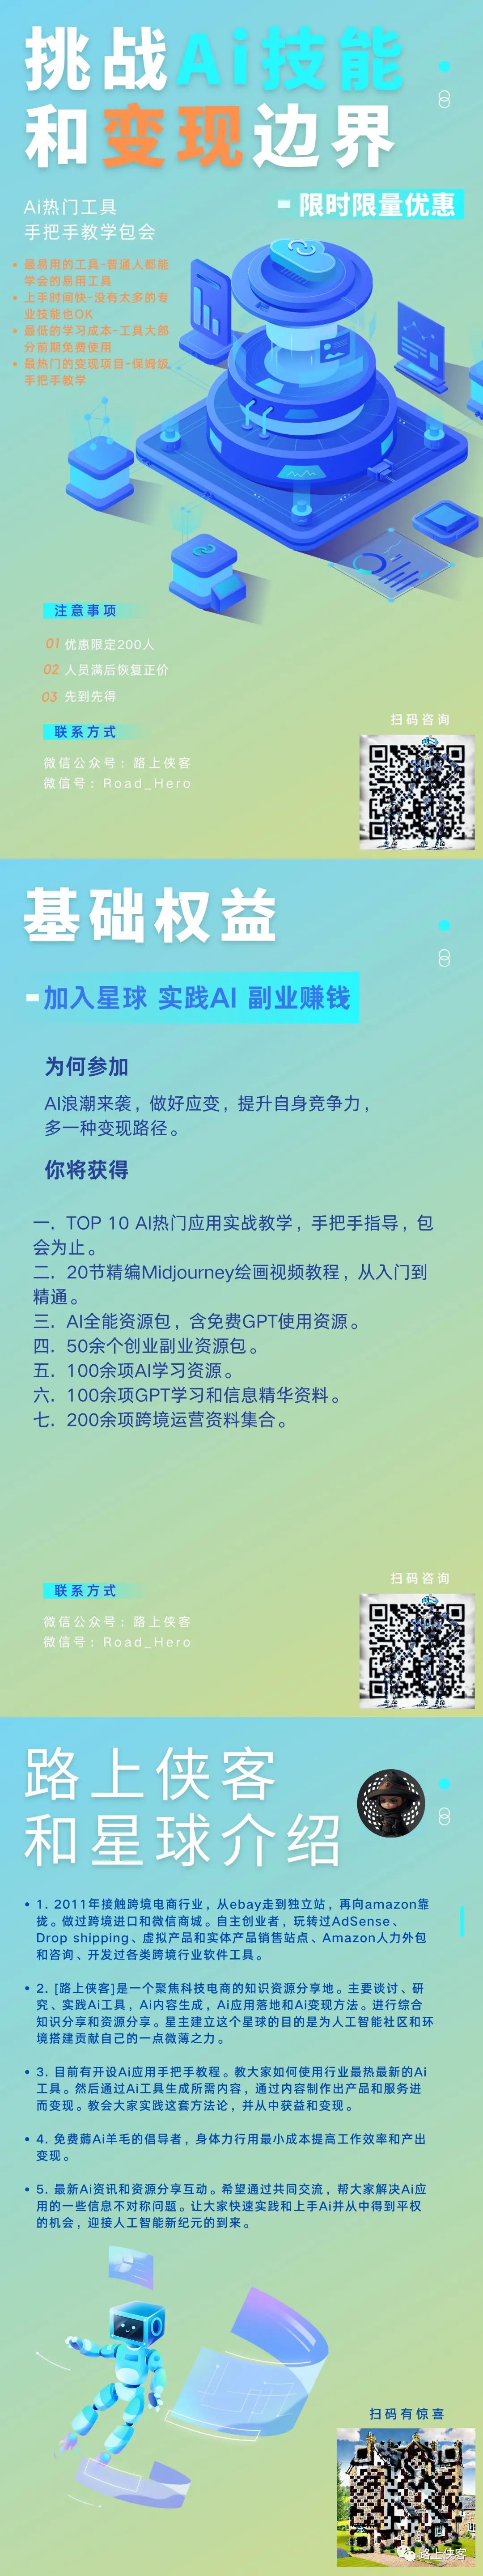 挑战Ai技能
和变现边界
限时限量优惠
Ai热门工具
手把手教学包会
最易用的工具-普通人都能
学会的易用工具
上手时间快-没有太多的专
业技能也OK
最低的学习成本-工具大部
分前期免费使用
最热门的变现项目-保姆级
手把手教学
注意事项
01 优惠限定200人
02 人员满后恢复正价
03 先到先得
联系方式
微信公众号：路上侠客
微信号：Road_Hero
扫码咨询
基础权益
加入星球 实践AI 副业赚钱
为何参加
AI浪潮来袭，做好应变，提升自身竞争力，
多一种变现路径。
你将获得
一. TOP 10 AI热门应用实战教学，手把手指导，包
会为止。
二. 20节精编Midjourney绘画视频教程，从入门到
精通。
三. AI全能资源包，含免费GPT使用资源。
四. 50余个创业副业资源包。
五. 100余项AI学习资源。
六. 100余项GPT学习和信息精华资料。
七. 200余项跨境运营资料集合。
扫码咨询
联系方式
微信公众号：路上侠客
微信号：Road_Hero
路上侠客
和星球介绍
1. 2011年接触跨境电商行业，从ebay走到独立站，再向amazon靠
拢。做过跨境进口和微信商城。自主创业者，玩转过AdSense、
Drop shipping、虚拟产品和实体产品销售站点、Amazon人力外包
和咨询、开发过各类跨境行业软件工具。
2. [路上侠客]是一个聚焦科技电商的知识资源分享地。主要谈讨、研
究、实践Ai工具，Ai内容生成，Ai应用落地和Ai变现方法。进行综合
知识分享和资源分享。星主建立这个星球的目的是为人工智能社区和环
境搭建贡献自己的一点微薄之力。
3. 目前有开设Ai应用手把手教程。教大家如何使用行业最热最新的Ai
工具。然后通过Ai工具生成所需内容，通过内容制作出产品和服务进
而变现。教会大家实践这套方法论，并从中获益和变现。
4. 免费薅Ai羊毛的倡导者，身体力行用最小成本提高工作效率和产出
变现。
5. 最新Ai资讯和资源分享互动。希望通过共同交流，帮大家解决Ai应
用的一些信息不对称问题。让大家快速实践和上手Ai并从中得到平权
的机会，迎接人工智能新纪元的到来。
扫码有惊喜
路上侠客